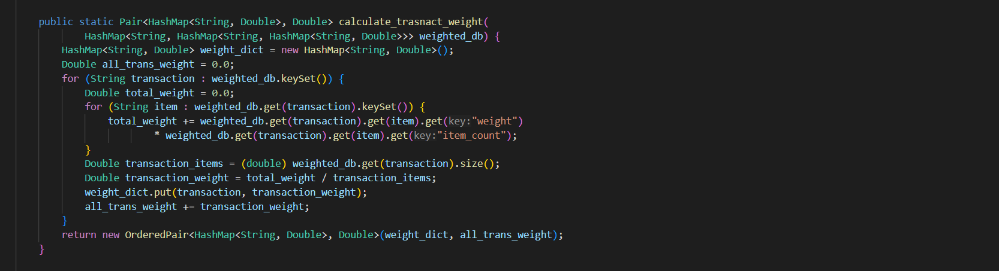 public static Pair<HashMap<String, Double>, Double> calculate_trasnact_weight(
HashMap<String, HashMap<String, HashMap<String, Double>>> weighted_db) {
HashMap<String, Double> weight_dict = new HashMap<String, Double>();
Double all_trans_weight = 0.0;
for (String transaction : weighted_db.keySet()) {
Double total_weight = 0.0;
for (String item : weighted_db.get(transaction).keySet()) {
total_weight += weighted_db.get(transaction).get(item).get(key:"weight")
* weighted_db.get(transaction).get(item).get(key:"item_count");
}
Double transaction_items = (double) weighted_db.get(transaction).size();
Double transaction_weight = total_weight / transaction_items;
weight_dict.put(transaction, transaction_weight);
all_trans_weight += transaction_weight;
}
return new OrderedPair<HashMap<String, Double>, Double>(weight_dict, all_trans_weight);
}